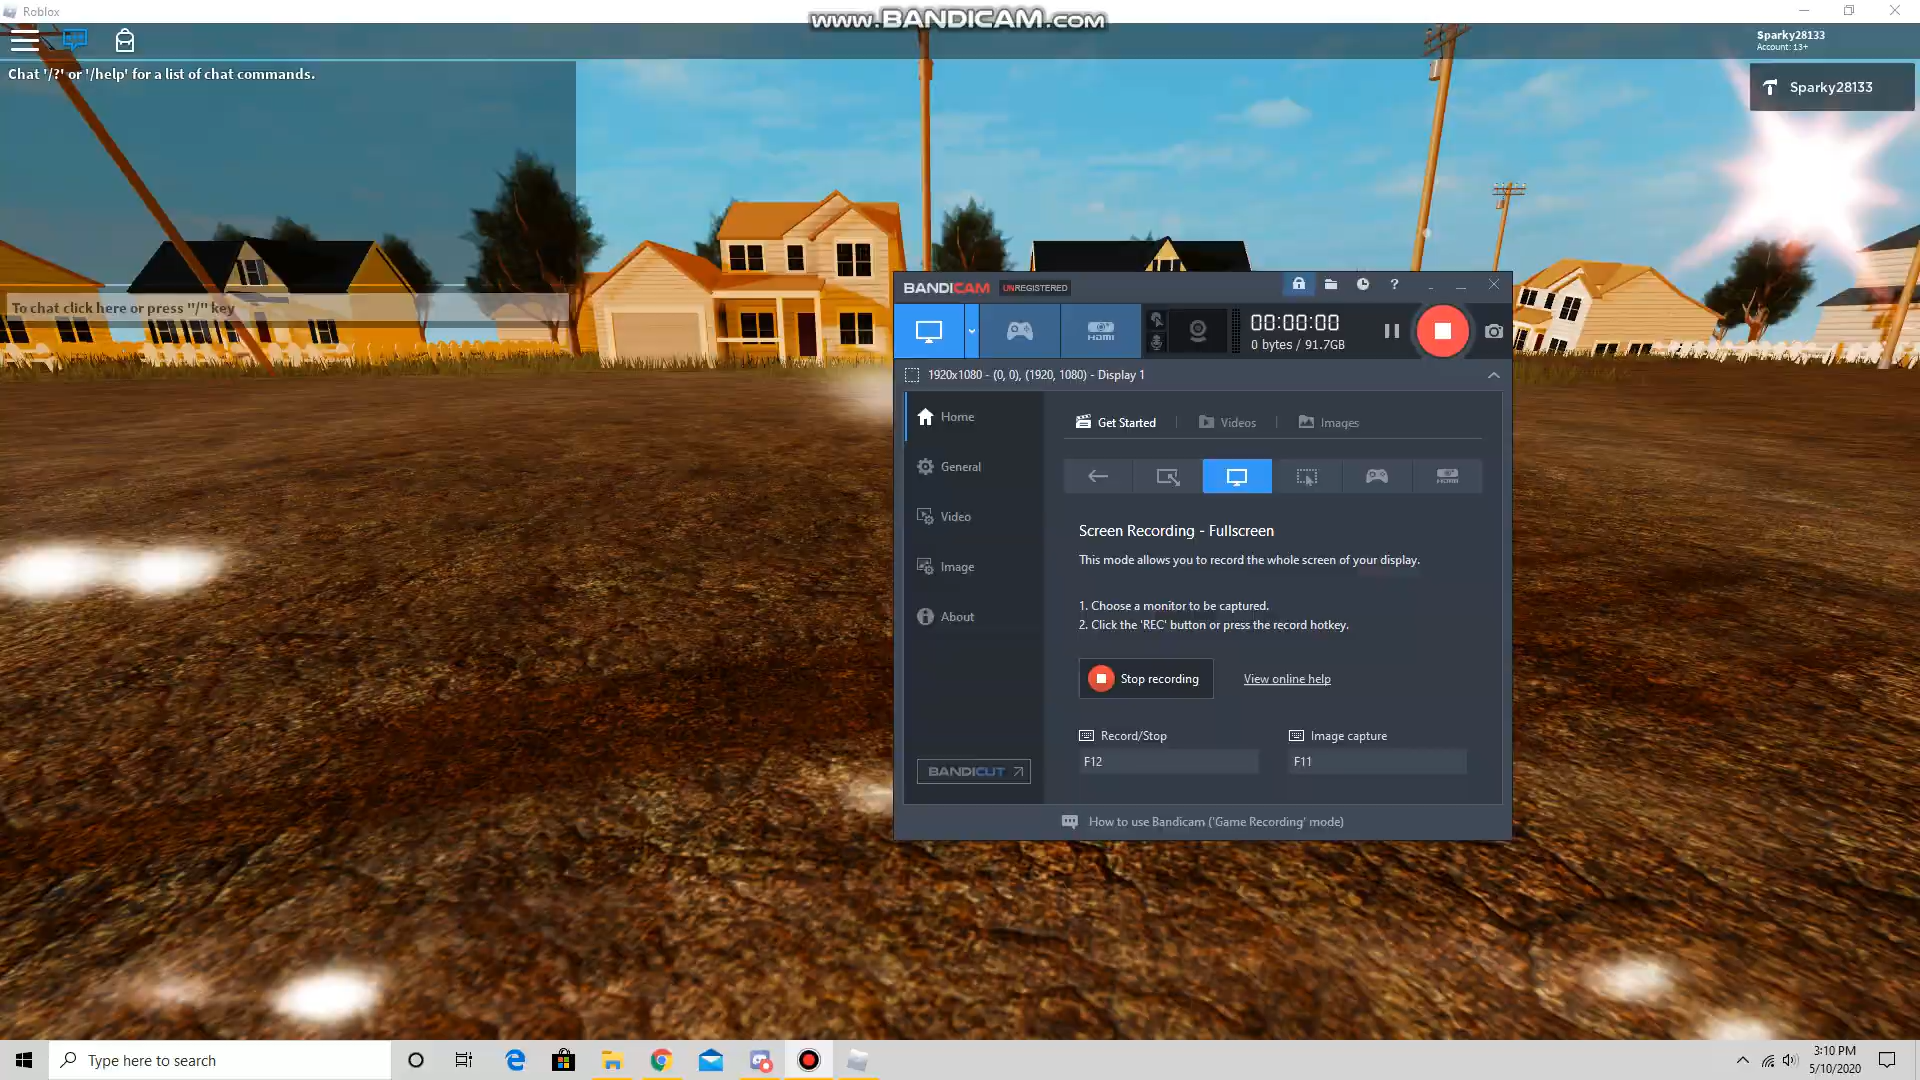 Roblox
www.BANDICAM.com
Sparky28133
Account: 13+
Chat '/?' or '/help' for a list of chat commands.
Sparky28133
To chat click here or press "/" key
BANDICAM UNREGISTERED
?
HDMI
00:00:00
0 bytes / 91.7GB
1920x1080 - (0, 0), (1920, 1080) - Display 1
Home
Get Started
Videos
Images
General
HDMI
Video
Screen Recording - Fullscreen
This mode allows you to record the whole screen of your display.
Image
1. Choose a monitor to be captured.
2. Click the 'REC' button or press the record hotkey.
About
Stop recording
View online help
Record/Stop
Image capture
F12
F11
BANDICUT
How to use Bandicam ('Game Recording' mode)
Type here to search
3:10 PM
5/10/2020